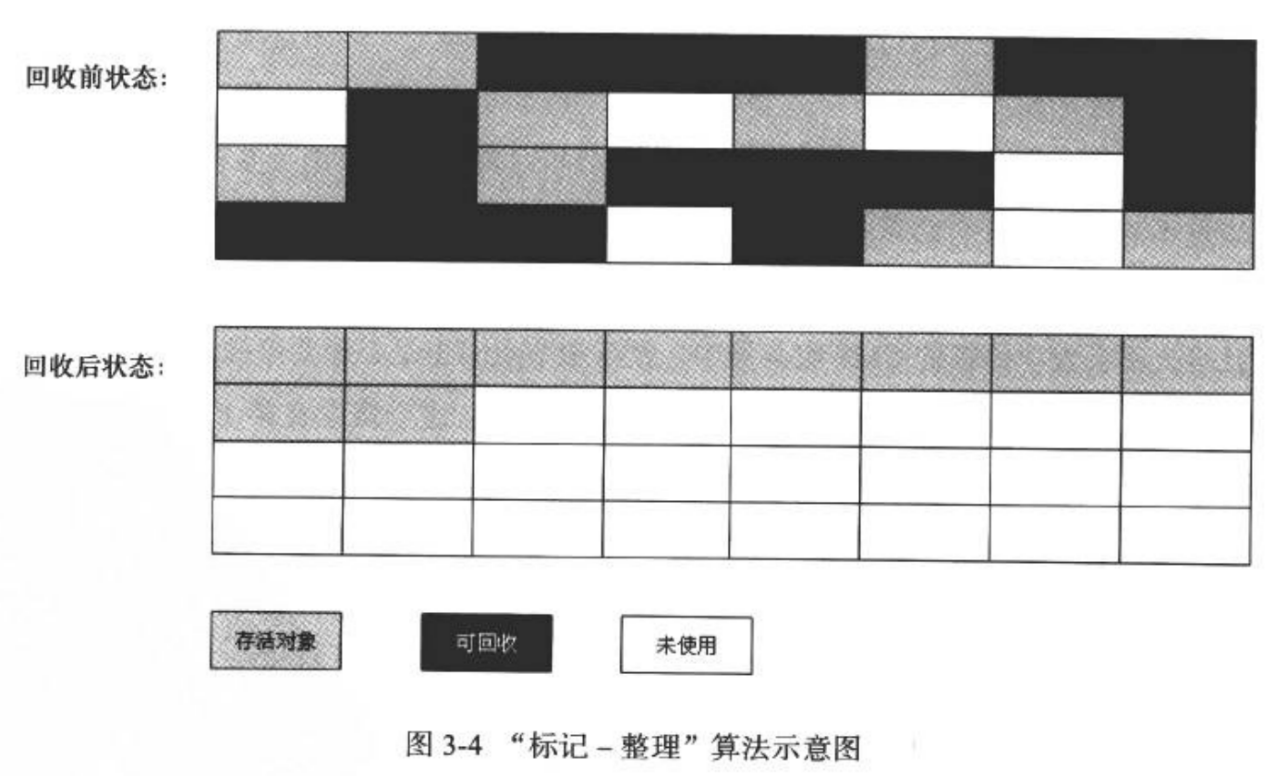 回收前状态：
回收后状态：
存活对象
可回收
未使用
图 3-4 “标记 – 整理”算法示意图